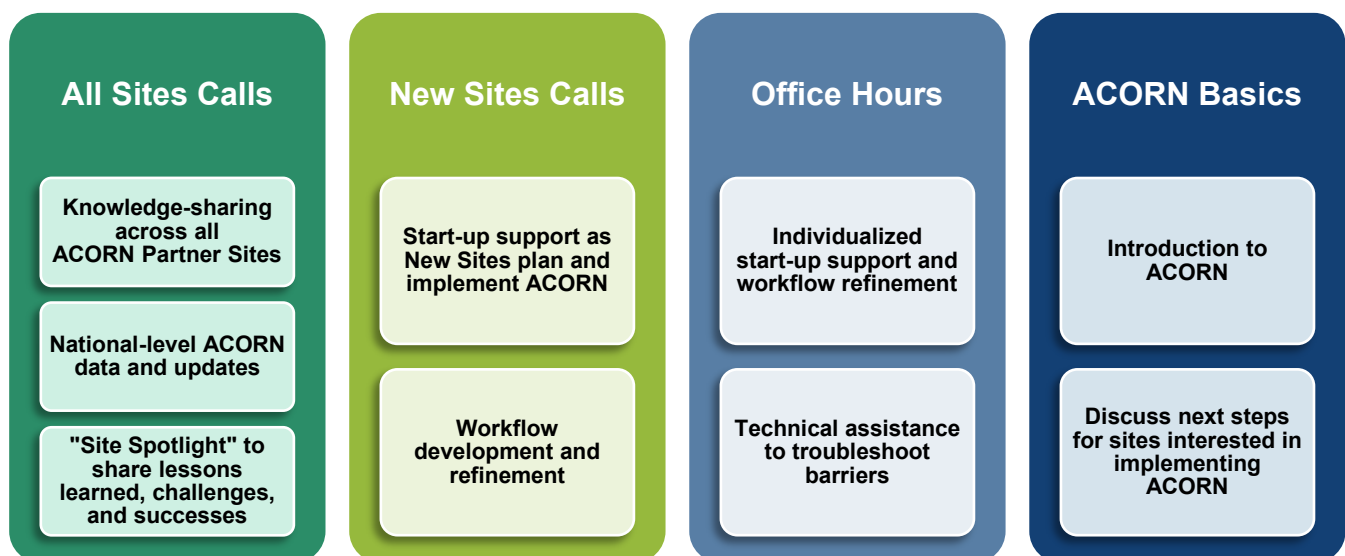 All Sites Calls
Knowledge-sharing
across all
ACORN Partner Sites
National-level ACORN
data and updates
"Site Spotlight" to
share lessons
learned, challenges,
and successes
New Sites Calls
Start-up support as
New Sites plan and
implement ACORN
Workflow
development and
refinement
Office Hours
Individualized
start-up support and
workflow refinement
Technical assistance
to troubleshoot
barriers
ACORN Basics
Introduction to
ACORN
Discuss next steps
for sites interested in
implementing
ACORN